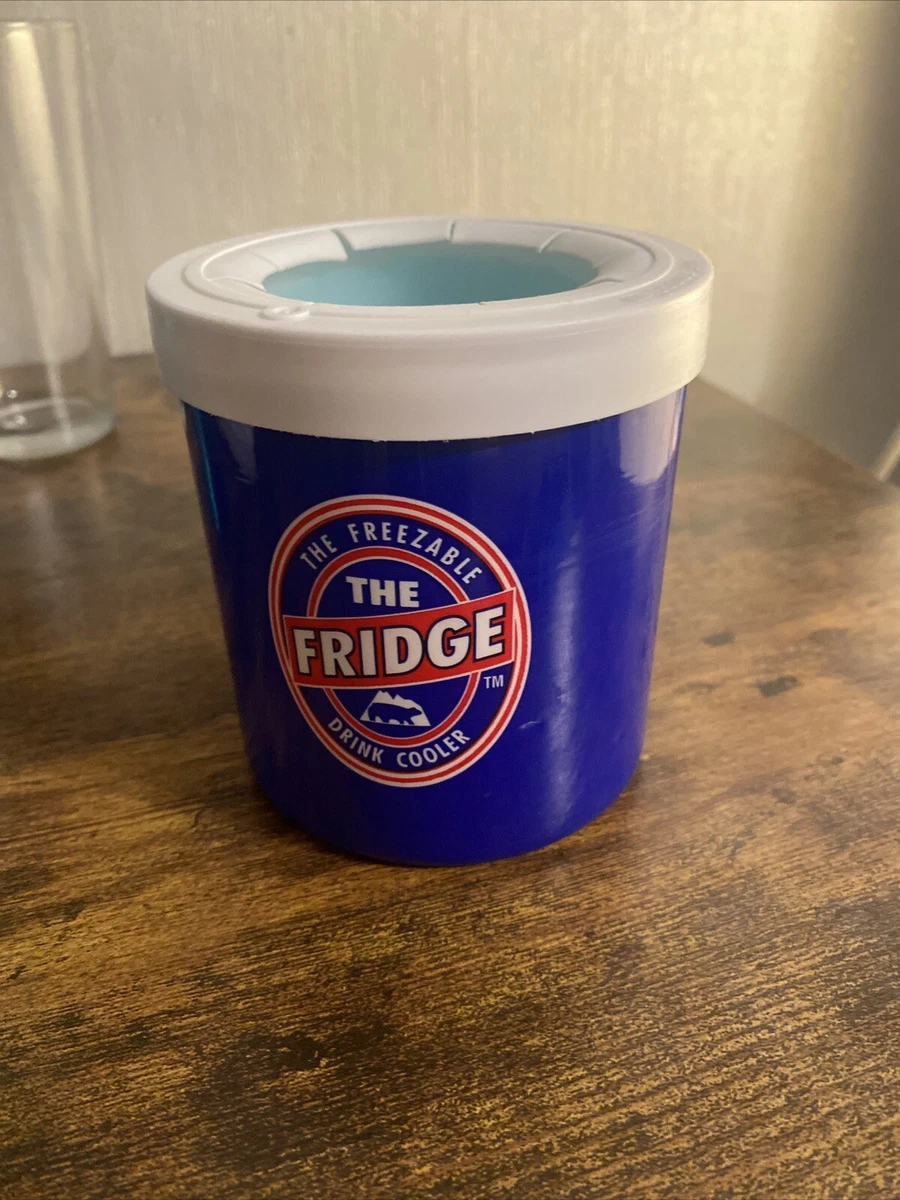 THE FREEZABLE
THE
FRIDGE
TM
DRINK COOLER